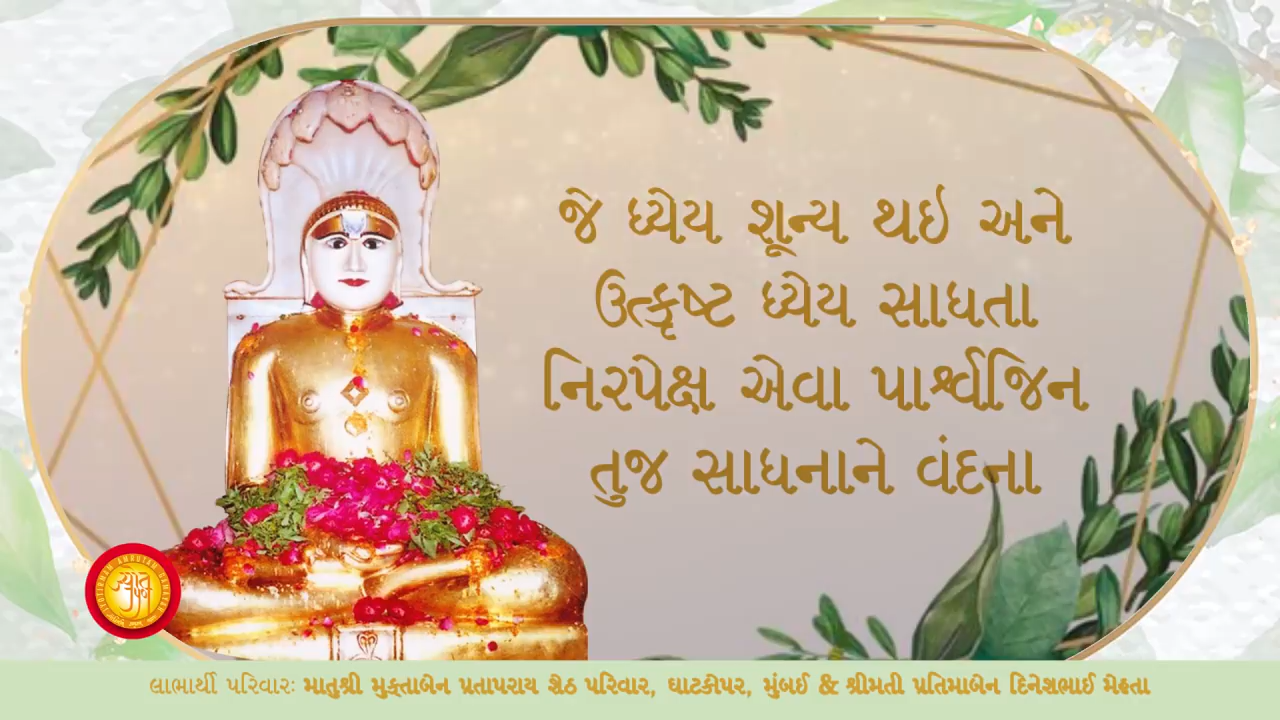 જે ધ્યેય શૂન્ય થઇ અને
ઉત્કૃષ્ટ ધ્યેય સાધતા
નિરપેક્ષ એવા પાર્શ્વજિન
તુજ સાધનાને વંદના
લાભાર્થી પરિવારઃ માતુશ્રી મુક્તાબેન પ્રતાપરાય શેઠ પરિવાર, ઘાટકોપર, મુંબઈ & શ્રીમતી પ્રતિમાબેન દિનેશભાઈ મેહતા